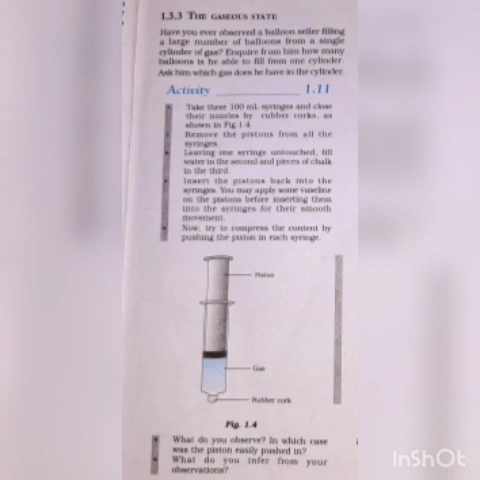 1.3.3 THE GASEOUS STATE
Have you ever observed a balloon seller filling
a large number of balloons from a single
cylinder of gas? Enquire from him how many
balloons is he able to fill from one cylinder.
Ask him which gas does he have in the cylinder.
Activity 1.11
Take three 100 mL syringes and close
their nozzles by rubber corks, as
shown in Fig.1.4.
Remove the pistons from all the
syringes.
Leaving one syringe untouched, fill
water in the second and pieces of chalk
in the third.
Insert the pistons back into the
syringes. You may apply some vaseline
on the pistons before inserting them
into the syringes for their smooth
movement.
Now, try to compress the content by
pushing the piston in each syringe.
Piston
Gas
Rubber cork
Fig. 1.4
What do you observe? In which case
was the piston easily pushed in?
What do you infer from your
observations?
InShOt